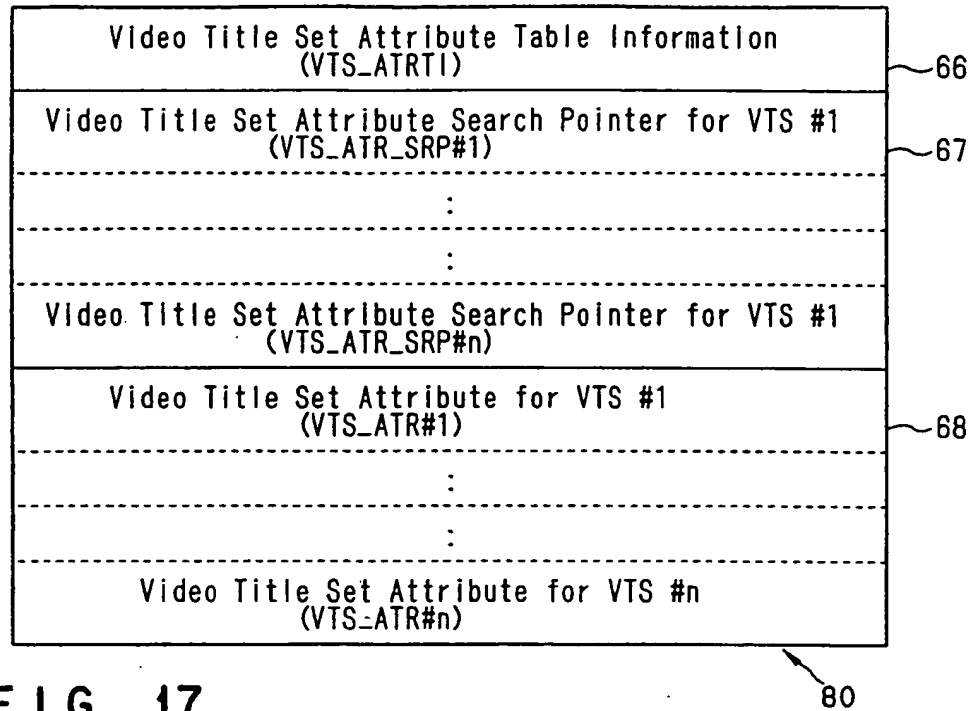 Video Title Set Attribute Table Information
(VTS_ATRTI)
66
Video Title Set Attribute Search Pointer for VTS #1
(VTS_ATR_SRP#1)
67
:
:
Video Title Set Attribute Search Pointer for VTS #1
(VTS_ATR_SRP#n)
Video Title Set Attribute for VTS #1
(VTS_ATR#1)
68
:
:
Video Title Set Attribute for VTS #n
(VTS_ATR#n)
80
FIG. 17